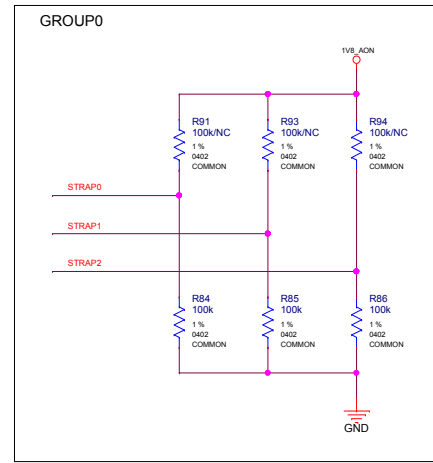 GROUP0
1V8_AON
R91
100k/NC
1 %
0402
COMMON
R93
100k/NC
1 %
0402
COMMON
R94
100k/NC
1 %
0402
COMMON
STRAP0
STRAP1
STRAP2
R84
100k
1 %
0402
COMMON
R85
100k
1 %
0402
COMMON
R86
100k
1 %
0402
COMMON
GND